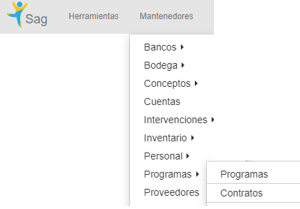 Sag Herramientas Mantenedores
Bancos
Bodega
Conceptos
Cuentas
Intervenciones
Inventario
Personal
Programas
Proveedores
Programas
Contratos